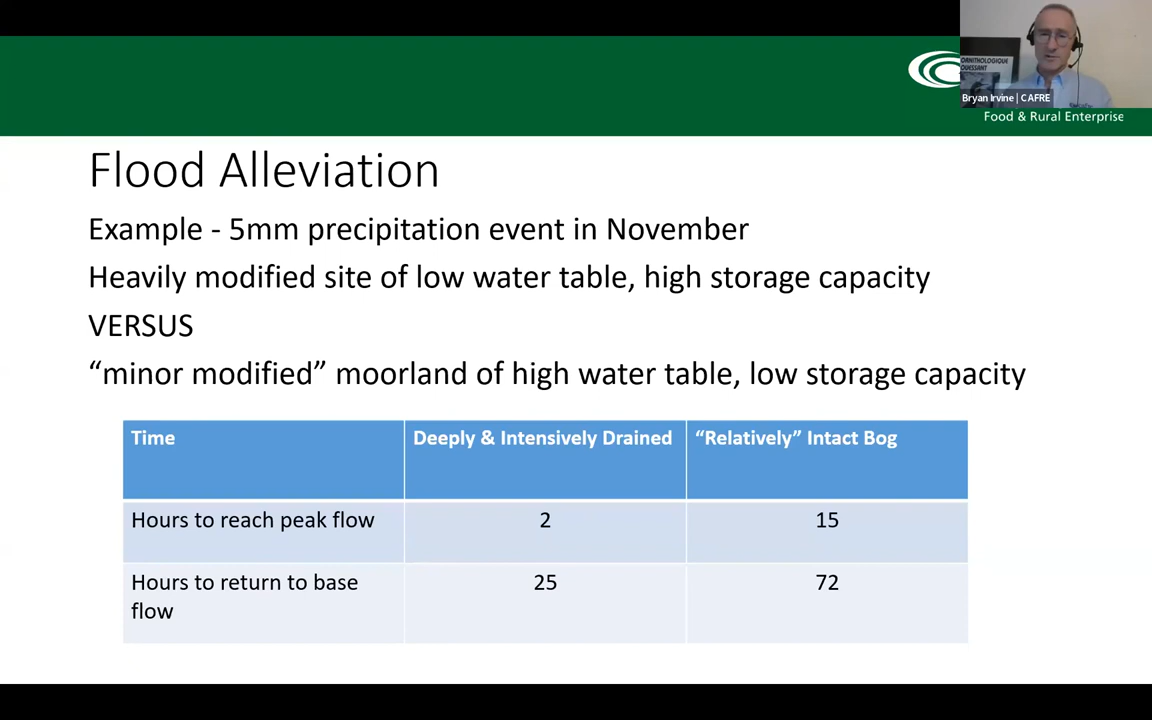 ORNITHOLOGIQUE
OUESSANT
Bryan Irvine | CAFRE
Food & Rural Enterprise
Flood Alleviation
Example - 5mm precipitation event in November
Heavily modified site of low water table, high storage capacity
VERSUS
“minor modified” moorland of high water table, low storage capacity
Time
Deeply & Intensively Drained
“Relatively” Intact Bog
Hours to reach peak flow
2
15
Hours to return to base
flow
25
72